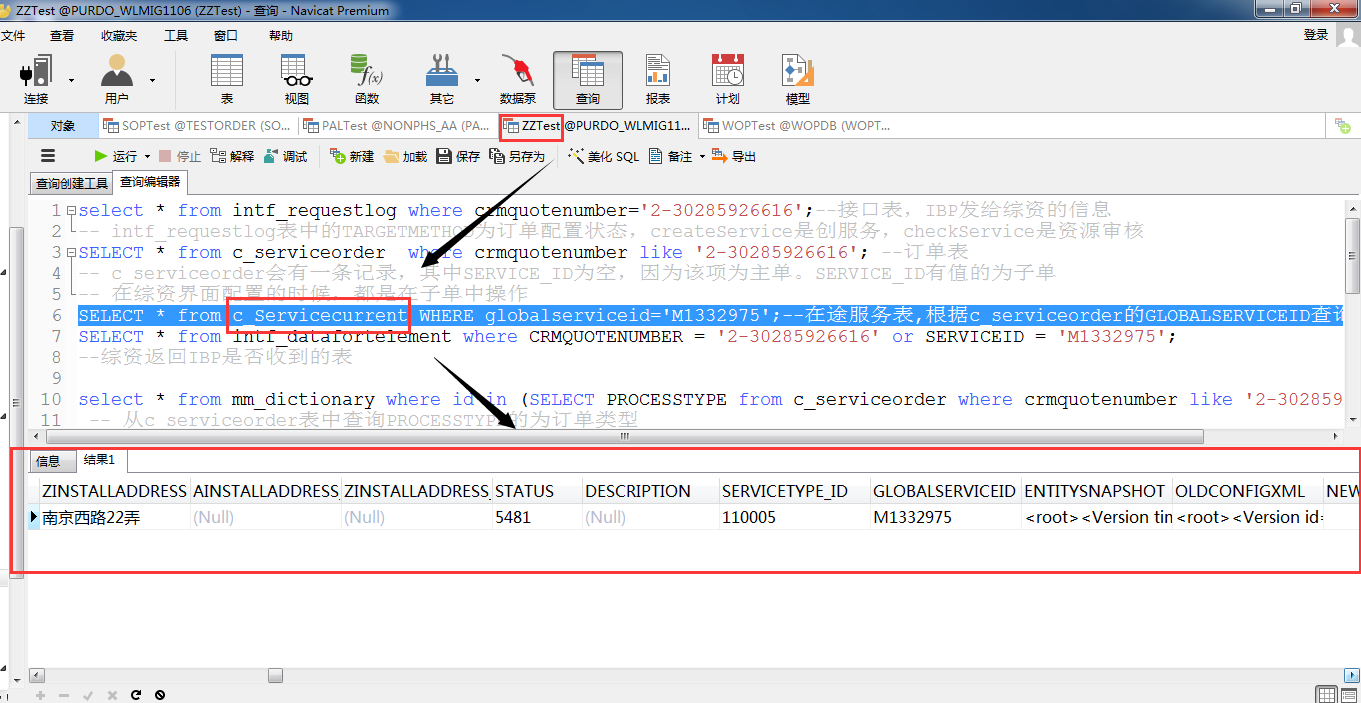 ZZTest @PURDO_WLMIG1106 (ZZTest) - 查询 - Navicat Premium
文件 查看 收藏夹 工具 窗口 帮助 登录
连接 用户 表 视图 函数 其它 数据泵 查询 报表 计划 模型
对象 SOPTest @TESTORDER (SO... PALTest @NONPHS_AA (PA... ZZTest @PURDO_WLMIG11... WOPTest @WOPDB (WOPT...
运行 停止 解释 调试 新建 加载 保存 另存为 美化 SQL 备注 导出
查询创建工具 查询编辑器
1 select * from intf_requestlog where crmquotenumber='2-30285926616';--接口表，IBP发给综资的信息
2 -- intf_requestlog表中的TARGETMETHOD为订单配置状态，createService是创服务，checkService是资源审核
3 SELECT * from c_serviceorder where crmquotenumber like '2-30285926616'; --订单表
4 -- c_serviceorder会有一条记录，其中SERVICE_ID为空，因为该项为主单。SERVICE_ID有值的为子单
5 -- 在综资界面配置的时候，都是在子单中操作
6 SELECT * from c_Servicecurrent WHERE globalserviceid='M1332975';--在途服务表,根据c_serviceorder的GLOBALSERVICEID查询
7 SELECT * from intf_datafortelement where CRMQUOTENUMBER = '2-30285926616' or SERVICEID = 'M1332975';
8 --综资返回IBP是否收到的表
9
10 select * from mm_dictionary where id in (SELECT PROCESSTYPE from c_serviceorder where crmquotenumber like '2-302859
11 -- 从c_serviceorder表中查询PROCESSTYPE的为订单类型
信息 结果1
ZINSTALLADDRESS AINSTALLADDRESS_ ZINSTALLADDRESS_ STATUS DESCRIPTION SERVICETYPE_ID GLOBALSERVICEID ENTITYSNAPSHOT OLDCONFIGXML NEW
南京西路22弄 (Null) (Null) 5481 (Null) 110005 M1332975 <root><Version tin <root><Version id=